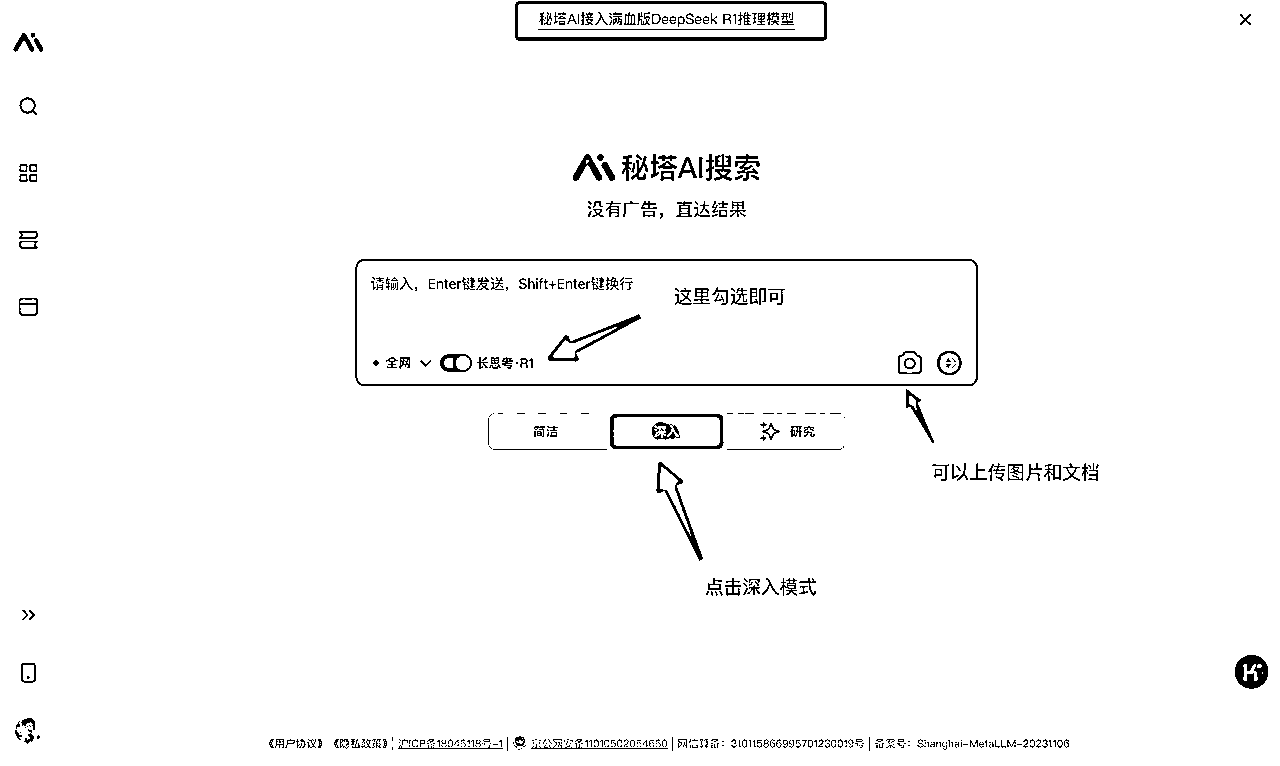 秘塔AI接入满血版DeepSeek R1推理模型
秘塔AI搜索
没有广告，直达结果
请输入，Enter键发送，Shift+Enter键换行
这里勾选即可
全网
长思考·R1
简洁
深入
研究
可以上传图片和文档
点击深入模式
《用户协议》《隐私政策》| 沪ICP备18045118号-1 | 京公网安备11010502054650 | 网信算备：310115866995701230019号 | 备案号：Shanghai-MetaLLM-20231106